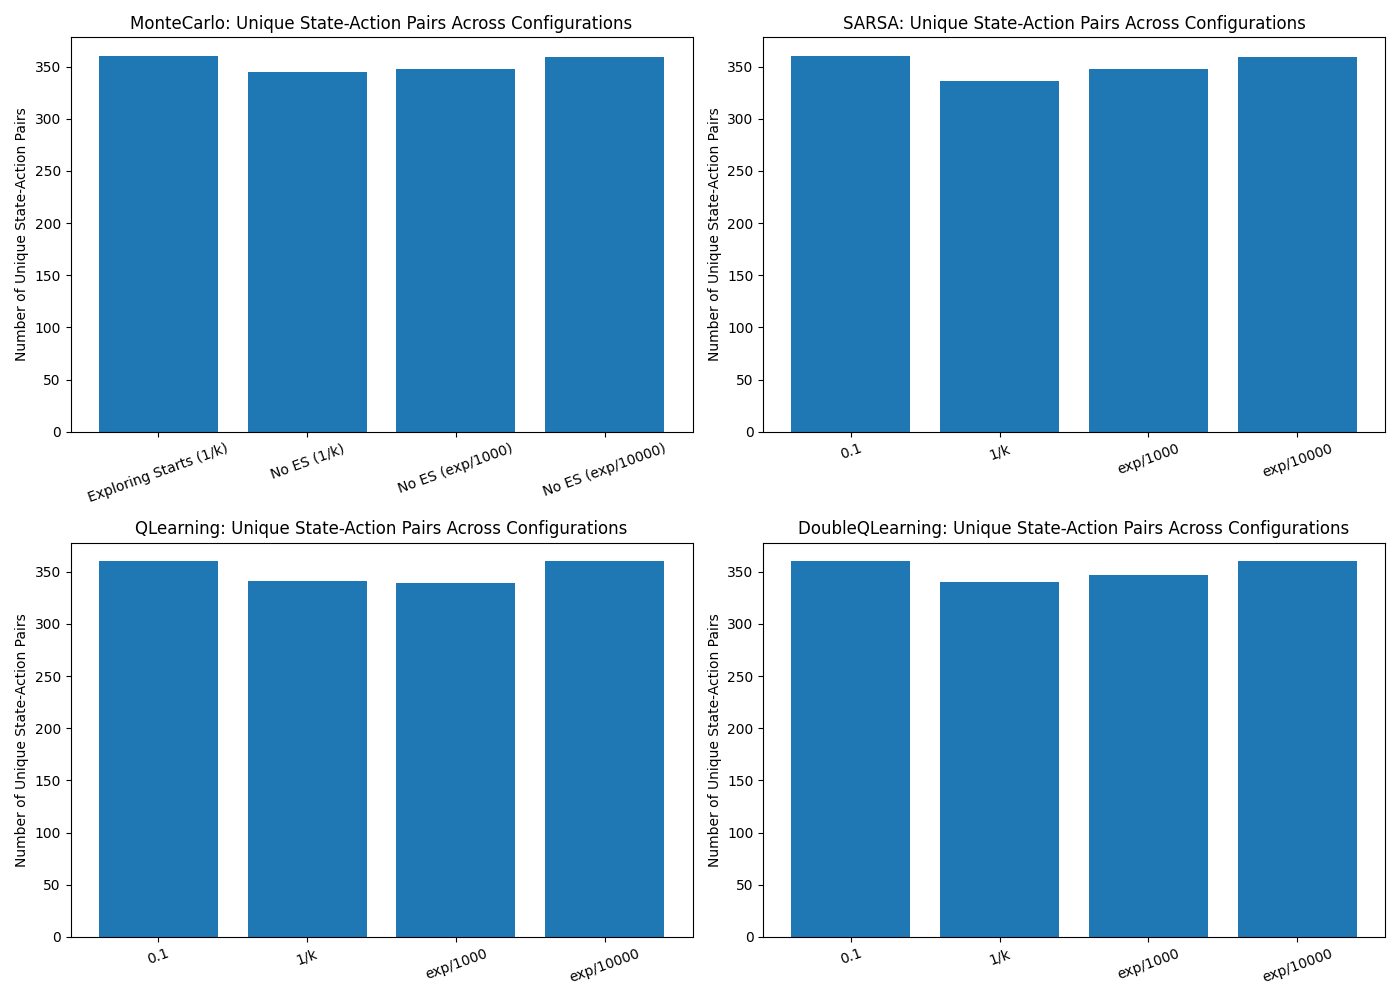 MonteCarlo: Unique State-Action Pairs Across Configurations
Number of Unique State-Action Pairs
350
300
250
200
150
100
50
0
Exploring Starts (1/k)
No ES (1/k)
No ES (exp/1000)
No ES (exp/10000)
SARSA: Unique State-Action Pairs Across Configurations
Number of Unique State-Action Pairs
350
300
250
200
150
100
50
0
0.1
1/k
exp/1000
exp/10000
QLearning: Unique State-Action Pairs Across Configurations
Number of Unique State-Action Pairs
350
300
250
200
150
100
50
0
0.1
1/k
exp/1000
exp/10000
DoubleQLearning: Unique State-Action Pairs Across Configurations
Number of Unique State-Action Pairs
350
300
250
200
150
100
50
0
0.1
1/k
exp/1000
exp/10000